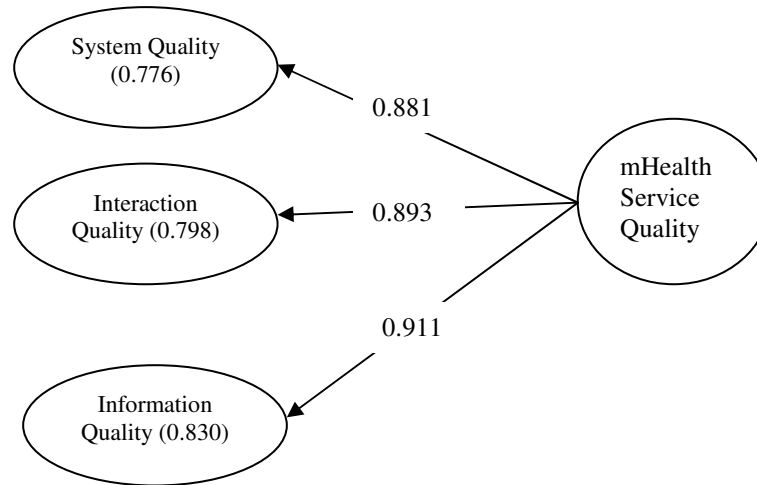 System Quality
(0.776)
0.881
Interaction
Quality (0.798)
0.893
mHealth
Service
Quality
0.911
Information
Quality (0.830)